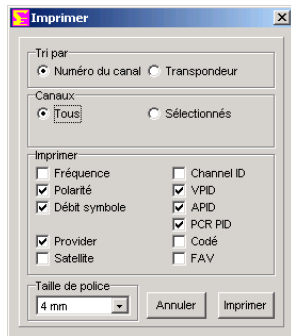 Imprimer
Tri par
Numéro du canal Transpondeur
Canaux
Tous Sélectionnés
Imprimer
Fréquence Channel ID
Polarité VPID
Débit symbole APID
PCR PID
Provider Codé
Satellite FAV
Taille de police
4 mm Annuler Imprimer